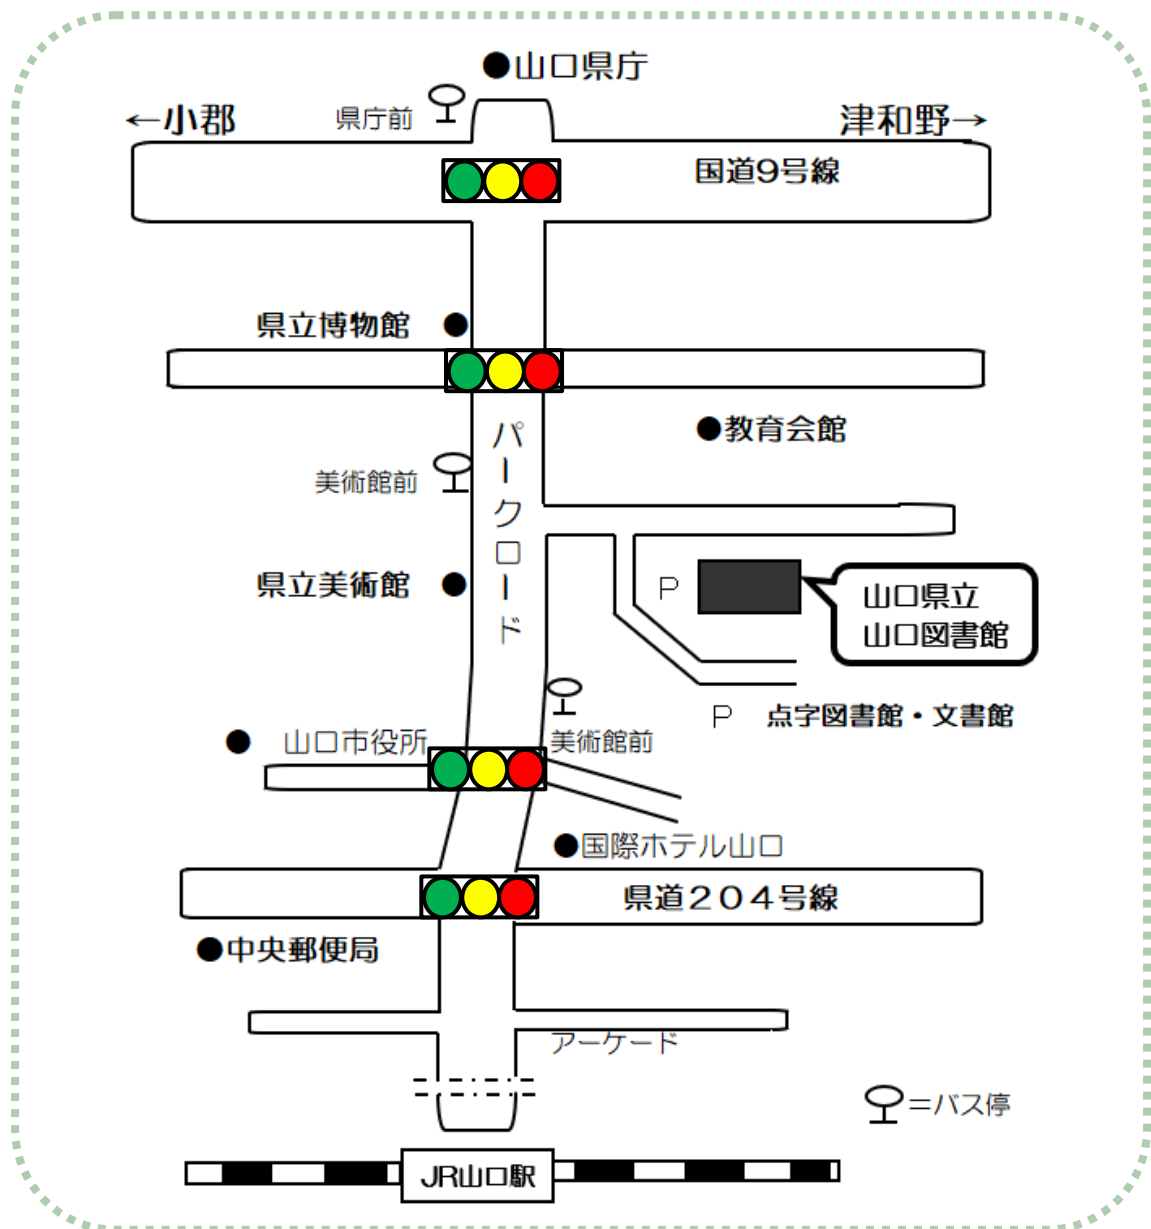 ●山口県庁
←小郡
県庁前
津和野→
国道9号線
県立博物館 ●
パークロード
●教育会館
美術館前
県立美術館 ●
P
山口県立
山口図書館
P 点字図書館・文書館
● 山口市役所
美術館前
●国際ホテル山口
県道204号線
●中央郵便局
アーケード
=バス停
JR山口駅